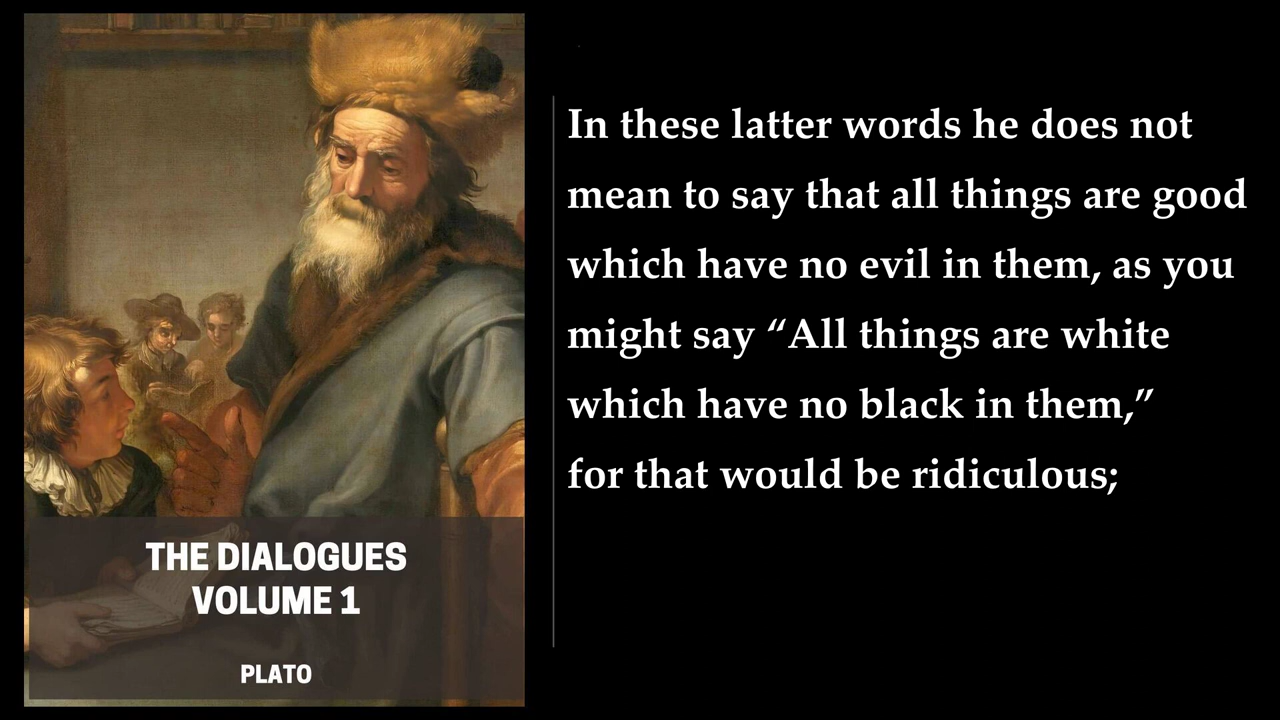 In these latter words he does not
mean to say that all things are good
which have no evil in them, as you
might say “All things are white
which have no black in them,”
for that would be ridiculous;
THE DIALOGUES
VOLUME 1
PLATO